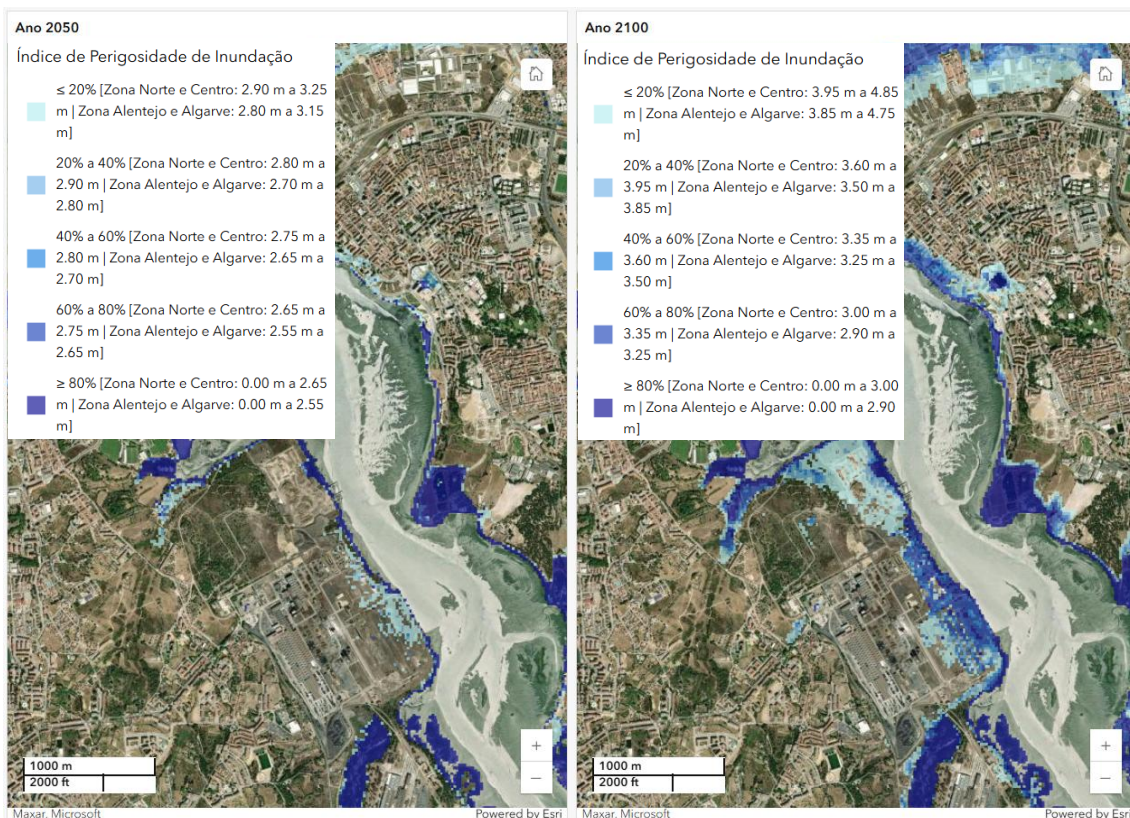 Ano 2050
Índice de Perigosidade de Inundação
≤ 20% [Zona Norte e Centro: 2.90 m a 3.25
m | Zona Alentejo e Algarve: 2.80 m a 3.15
m]
20% a 40% [Zona Norte e Centro: 2.80 m a
2.90 m | Zona Alentejo e Algarve: 2.70 m a
2.80 m]
40% a 60% [Zona Norte e Centro: 2.75 m a
2.80 m | Zona Alentejo e Algarve: 2.65 m a
2.70 m]
60% a 80% [Zona Norte e Centro: 2.65 m a
2.75 m | Zona Alentejo e Algarve: 2.55 m a
2.65 m]
≥ 80% [Zona Norte e Centro: 0.00 m a 2.65
m | Zona Alentejo e Algarve: 0.00 m a 2.55
m]
1000 m
2000 ft
+
−
Maxar, Microsoft
Powered by Esri
Ano 2100
Índice de Perigosidade de Inundação
≤ 20% [Zona Norte e Centro: 3.95 m a 4.85
m | Zona Alentejo e Algarve: 3.85 m a 4.75
m]
20% a 40% [Zona Norte e Centro: 3.60 m a
3.95 m | Zona Alentejo e Algarve: 3.50 m a
3.85 m]
40% a 60% [Zona Norte e Centro: 3.35 m a
3.60 m | Zona Alentejo e Algarve: 3.25 m a
3.50 m]
60% a 80% [Zona Norte e Centro: 3.00 m a
3.35 m | Zona Alentejo e Algarve: 2.90 m a
3.25 m]
≥ 80% [Zona Norte e Centro: 0.00 m a 3.00
m | Zona Alentejo e Algarve: 0.00 m a 2.90
m]
1000 m
2000 ft
+
−
Maxar, Microsoft
Powered by Esri